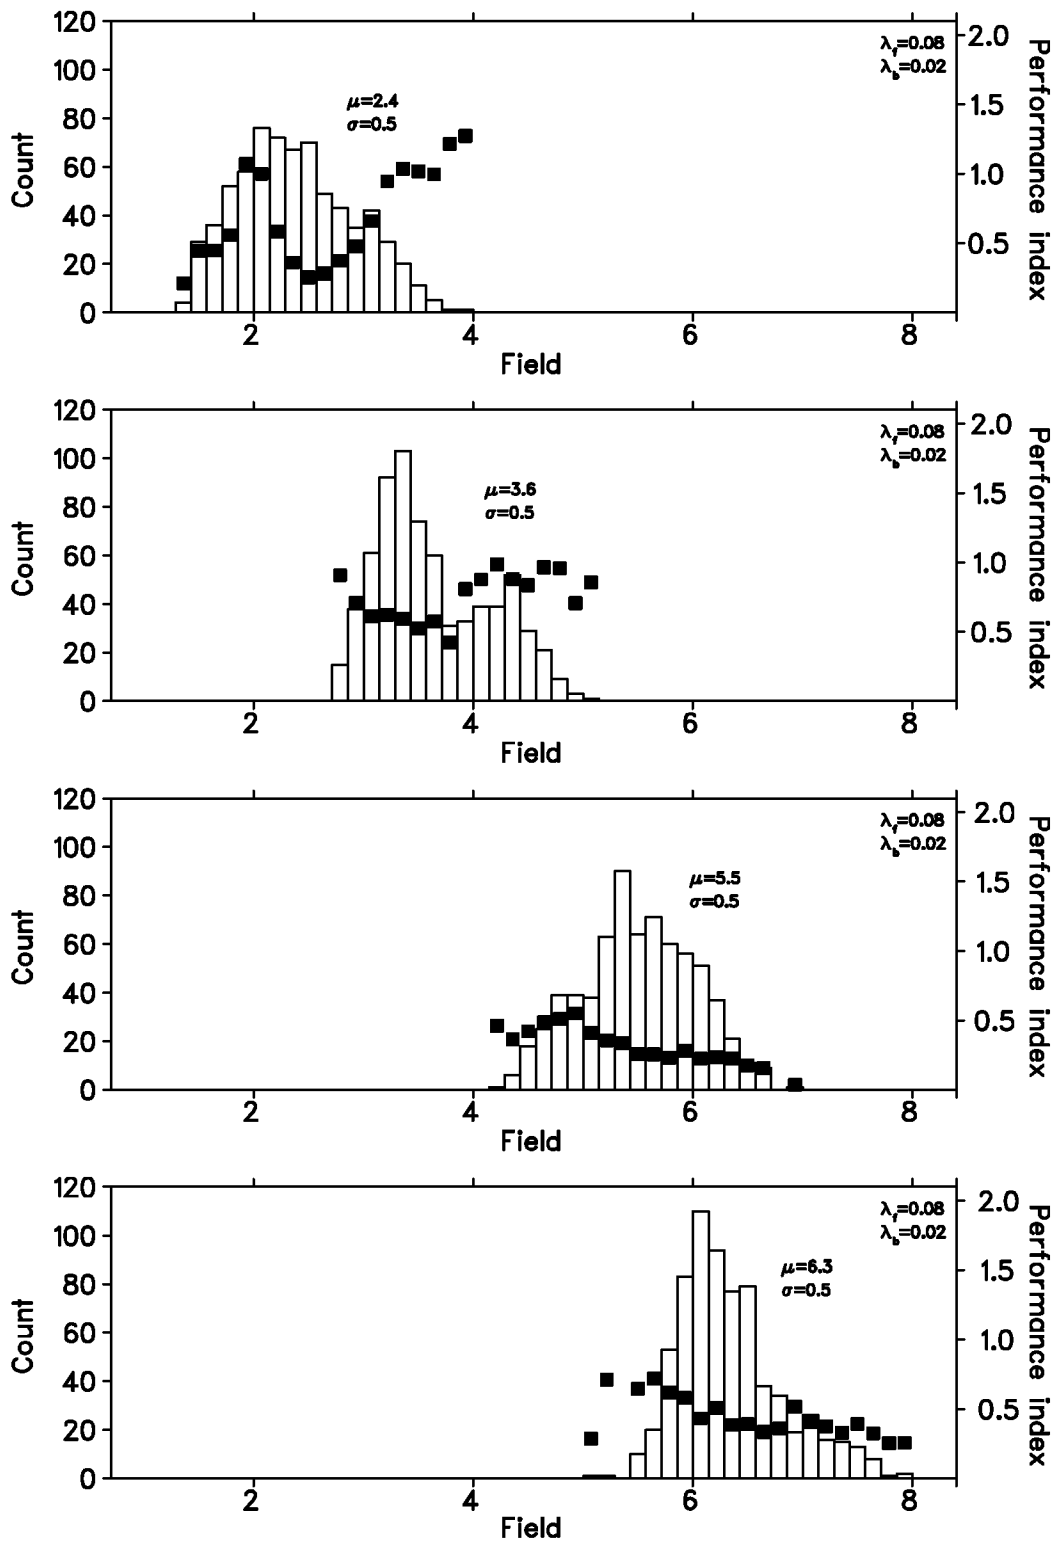 120
100
80
60
40
20
0
Count
2
4
6
8
Field
2.0
1.5
1.0
0.5
Performance index
λf=0.08
λb=0.02
μ=2.4
σ=0.5
120
100
80
60
40
20
0
Count
2
4
6
8
Field
2.0
1.5
1.0
0.5
Performance index
λf=0.08
λb=0.02
μ=3.6
σ=0.5
120
100
80
60
40
20
0
Count
2
4
6
8
Field
2.0
1.5
1.0
0.5
Performance index
λf=0.08
λb=0.02
μ=5.5
σ=0.5
120
100
80
60
40
20
0
Count
2
4
6
8
Field
2.0
1.5
1.0
0.5
Performance index
λf=0.08
λb=0.02
μ=6.3
σ=0.5